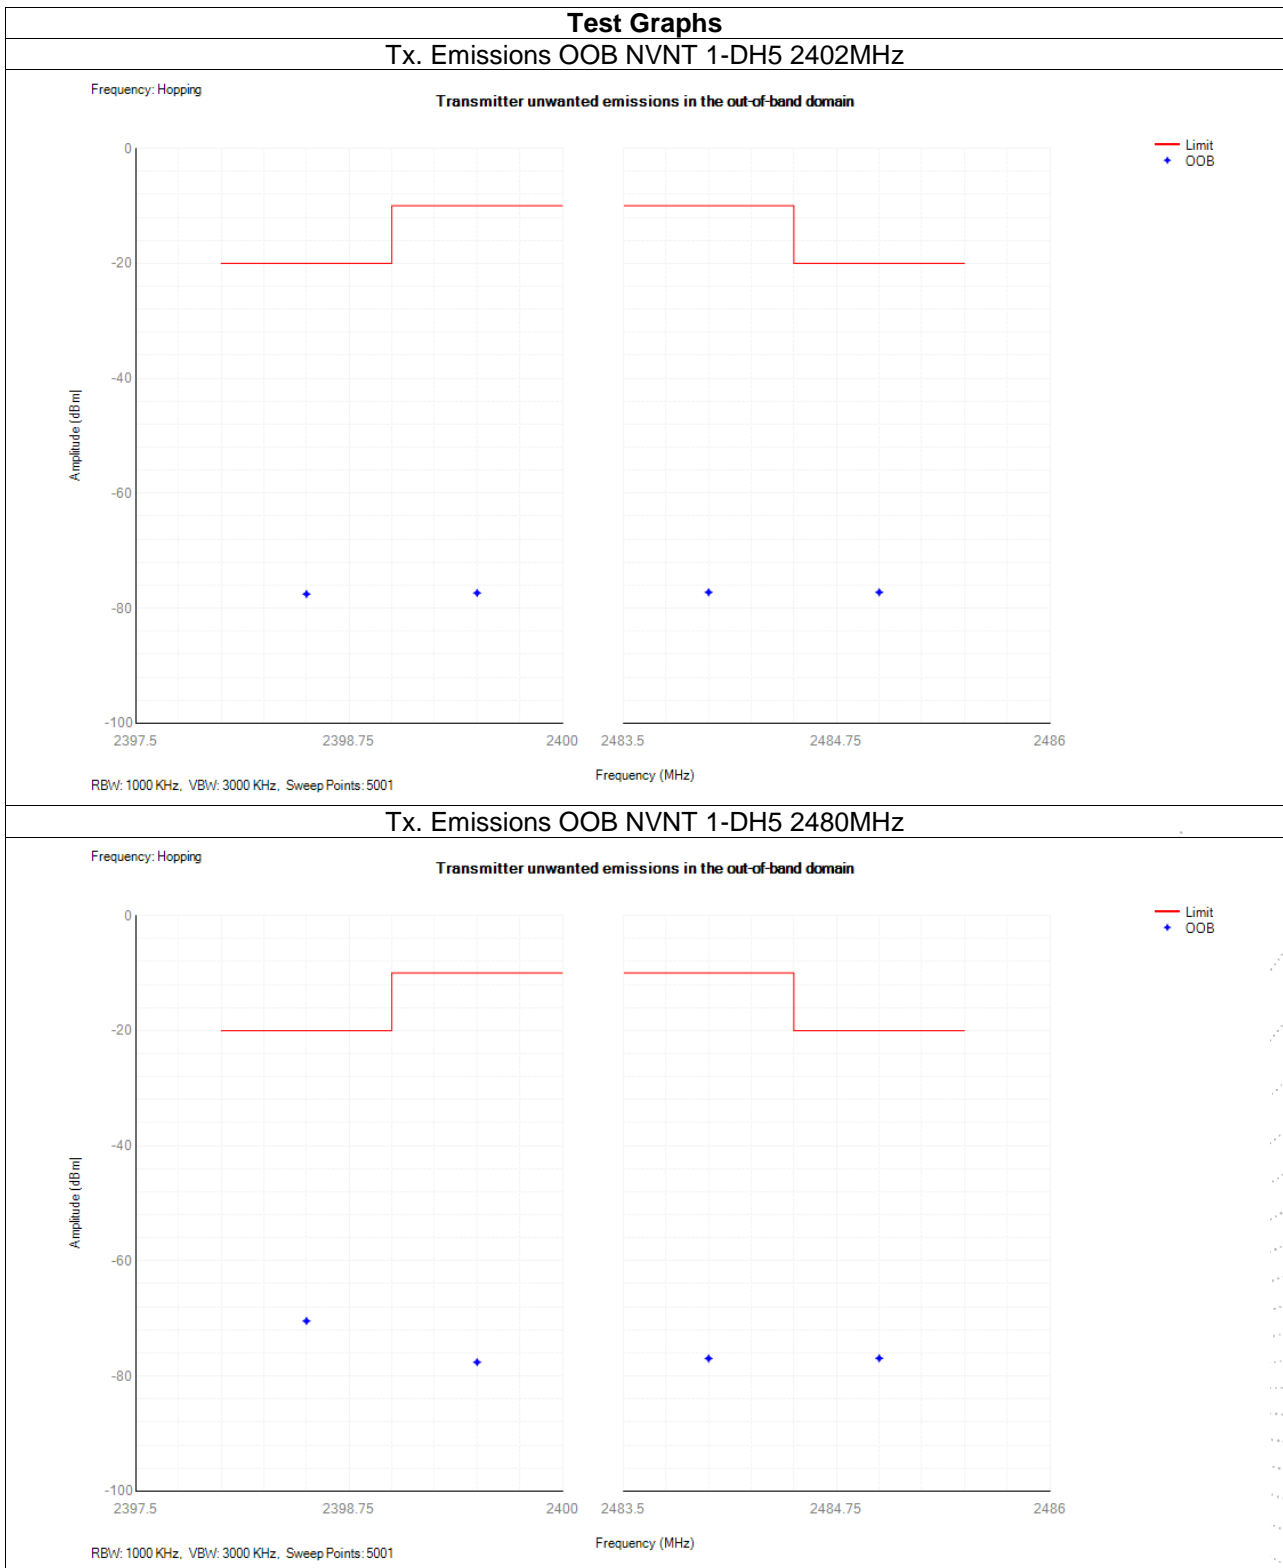 Test Graphs
Tx. Emissions OOB NVNT 1-DH5 2402MHz
Frequency: Hopping
Transmitter unwanted emissions in the out-of-band domain
Limit
OOB
0
-20
-40
-60
-80
-100
Amplitude [dBm]
2397.5 2398.75 2400 2483.5 2484.75 2486
Frequency (MHz)
RBW: 1000 KHz, VBW: 3000 KHz, Sweep Points: 5001
Tx. Emissions OOB NVNT 1-DH5 2480MHz
Frequency: Hopping
Transmitter unwanted emissions in the out-of-band domain
Limit
OOB
0
-20
-40
-60
-80
-100
Amplitude [dBm]
2397.5 2398.75 2400 2483.5 2484.75 2486
Frequency (MHz)
RBW: 1000 KHz, VBW: 3000 KHz, Sweep Points: 5001